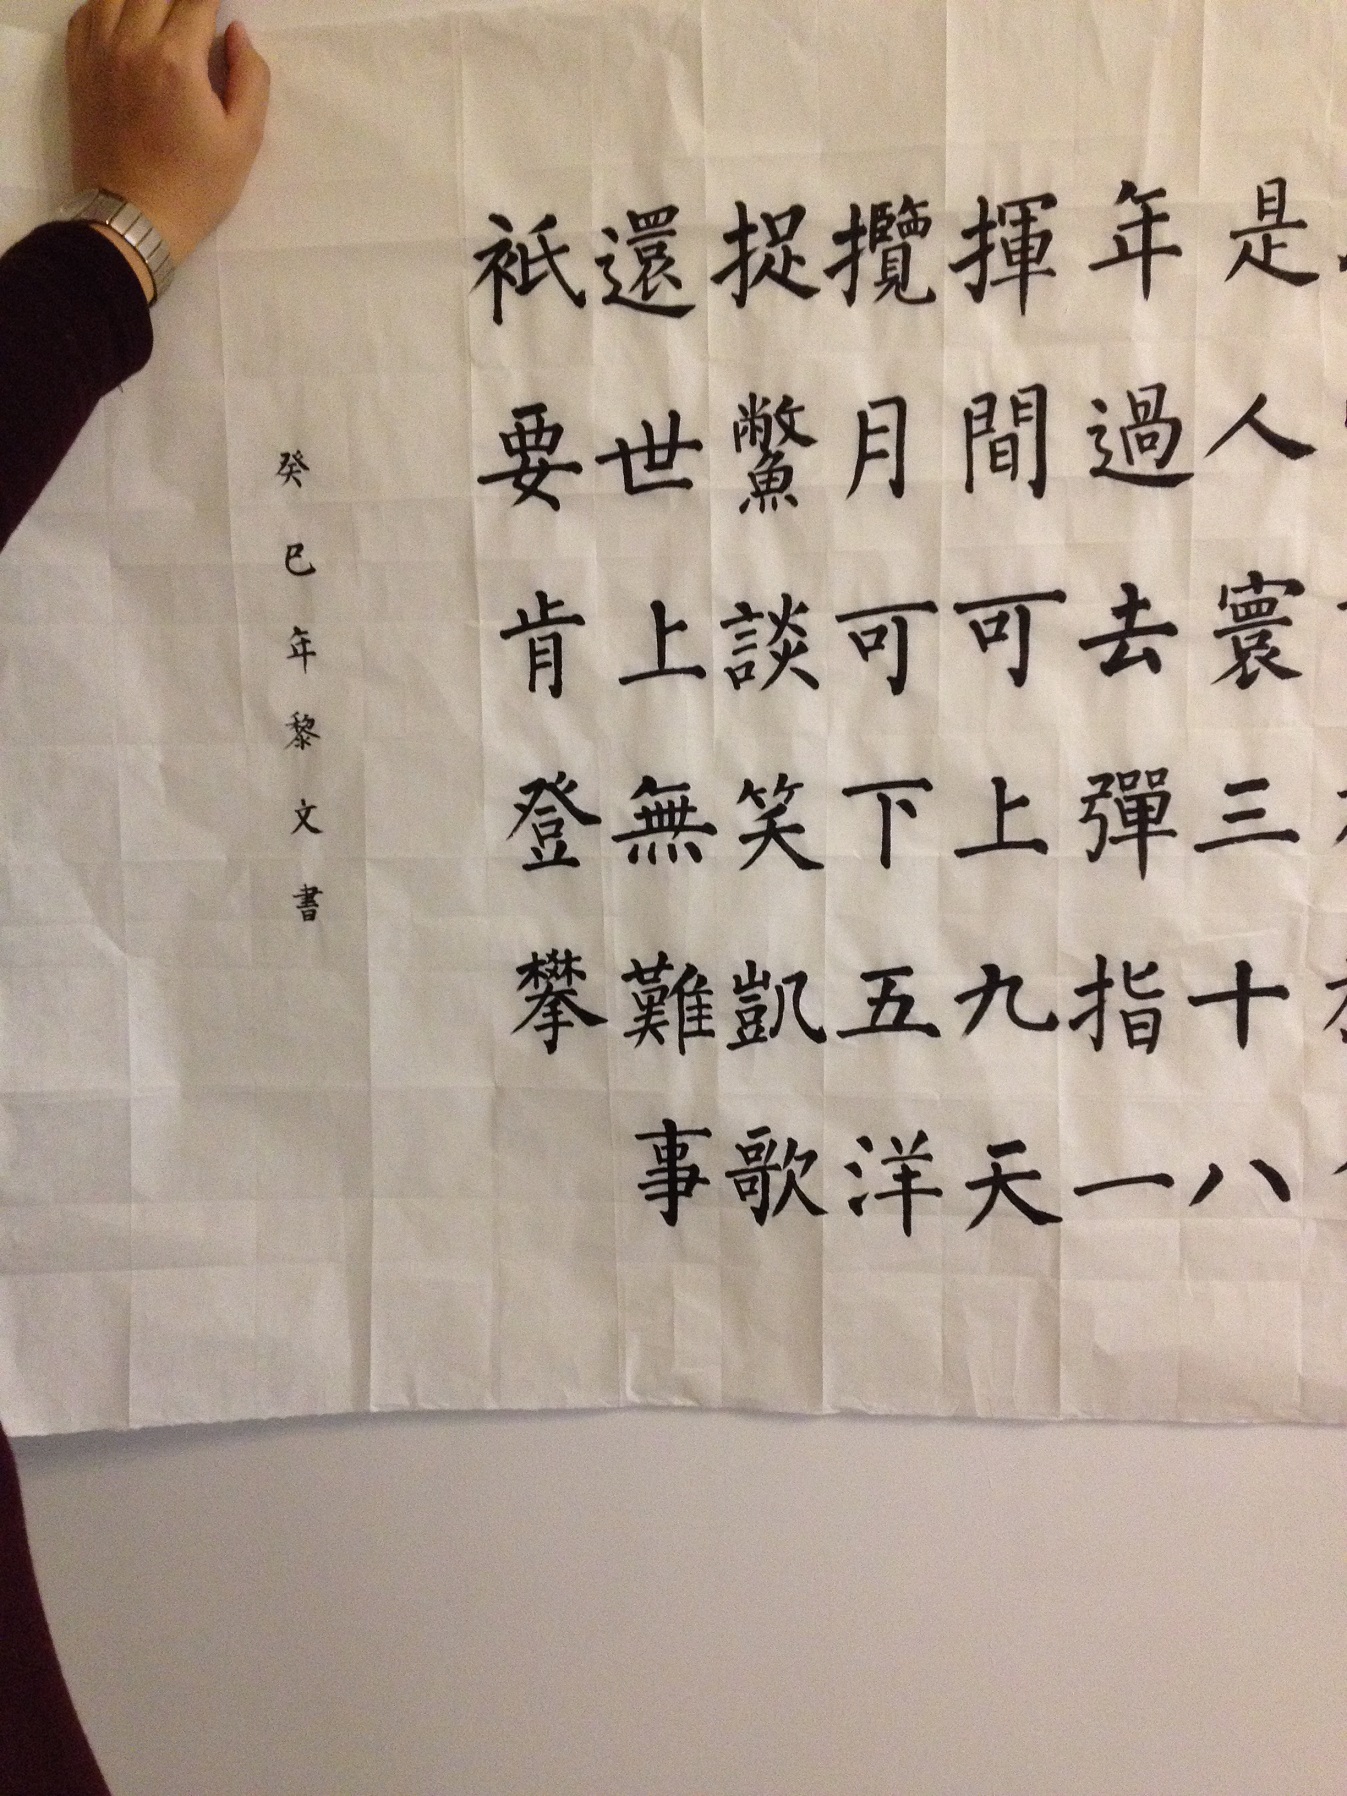 是人寰三十八
年過去彈指一
揮間可上九天
攬月可下五洋
捉鱉談笑凱歌
還世上無難事
衹要肯登攀
癸巳年黎文書